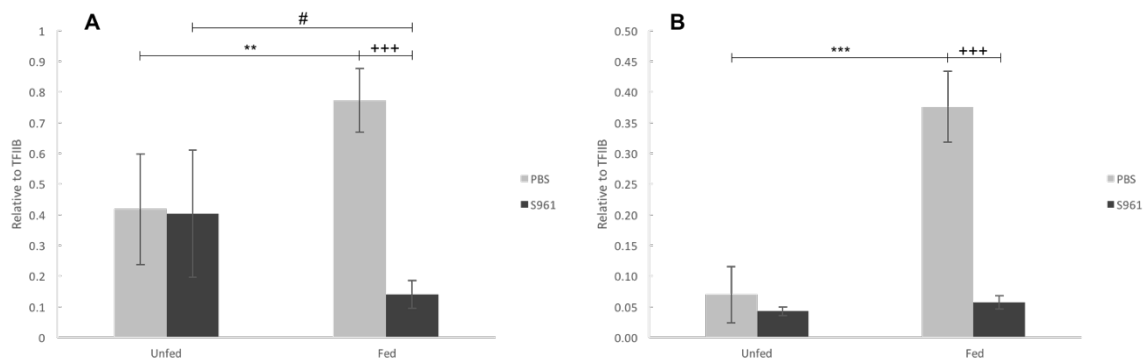 A
#
**
+++
1
0.9
0.8
0.7
0.6
0.5
0.4
0.3
0.2
0.1
0
Relative to TFIIB
Unfed Fed
PBS
S961
B
***
+++
0.50
0.45
0.40
0.35
0.30
0.25
0.20
0.15
0.10
0.05
0.00
Relative to TFIIB
Unfed Fed
PBS
S961